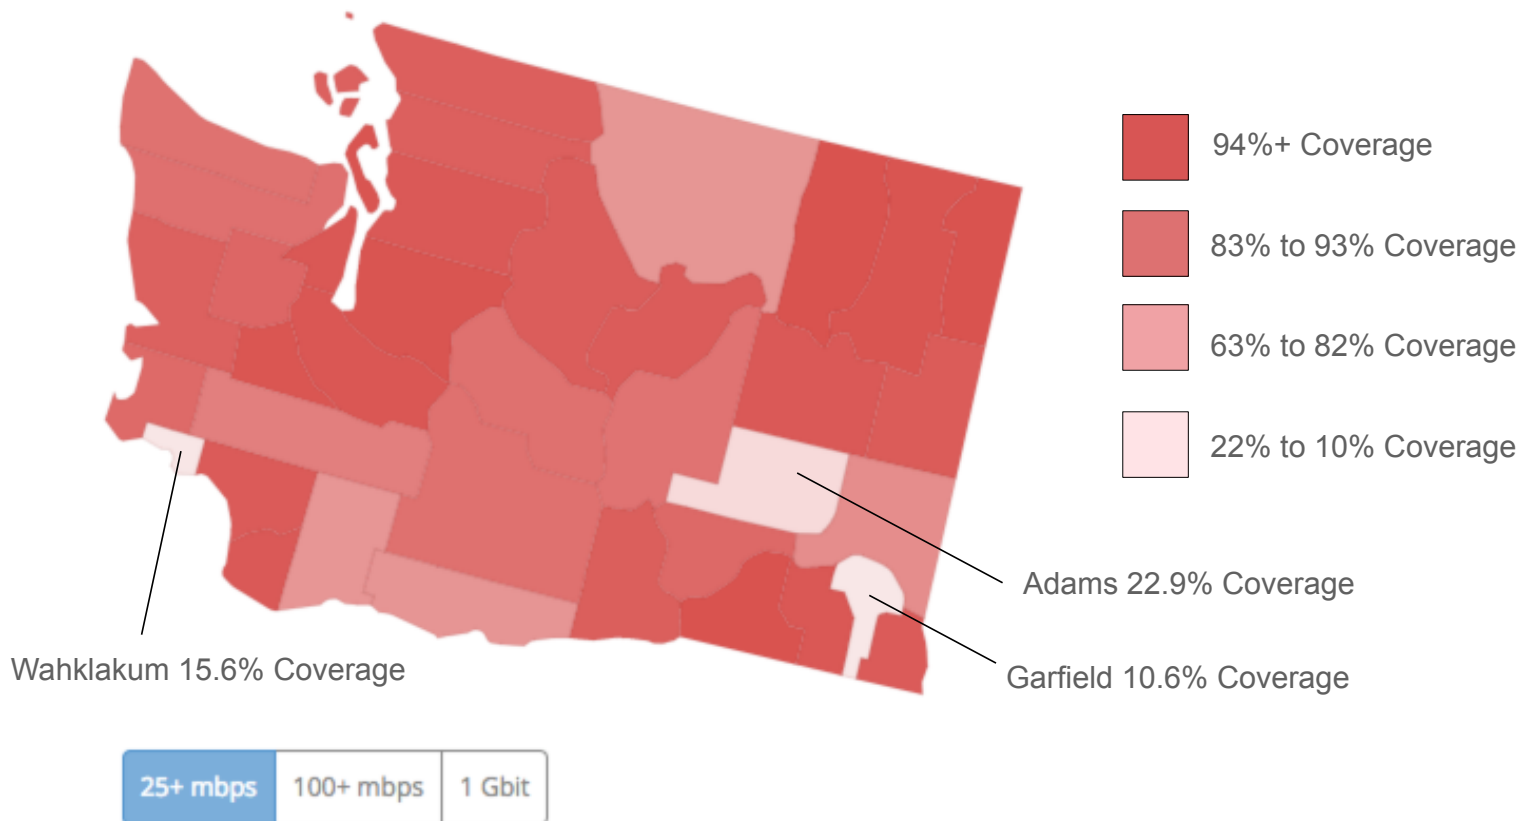 94%+ Coverage
83% to 93% Coverage
63% to 82% Coverage
22% to 10% Coverage
Adams 22.9% Coverage
Wahklakum 15.6% Coverage
Garfield 10.6% Coverage
25+ mbps
100+ mbps
1 Gbit